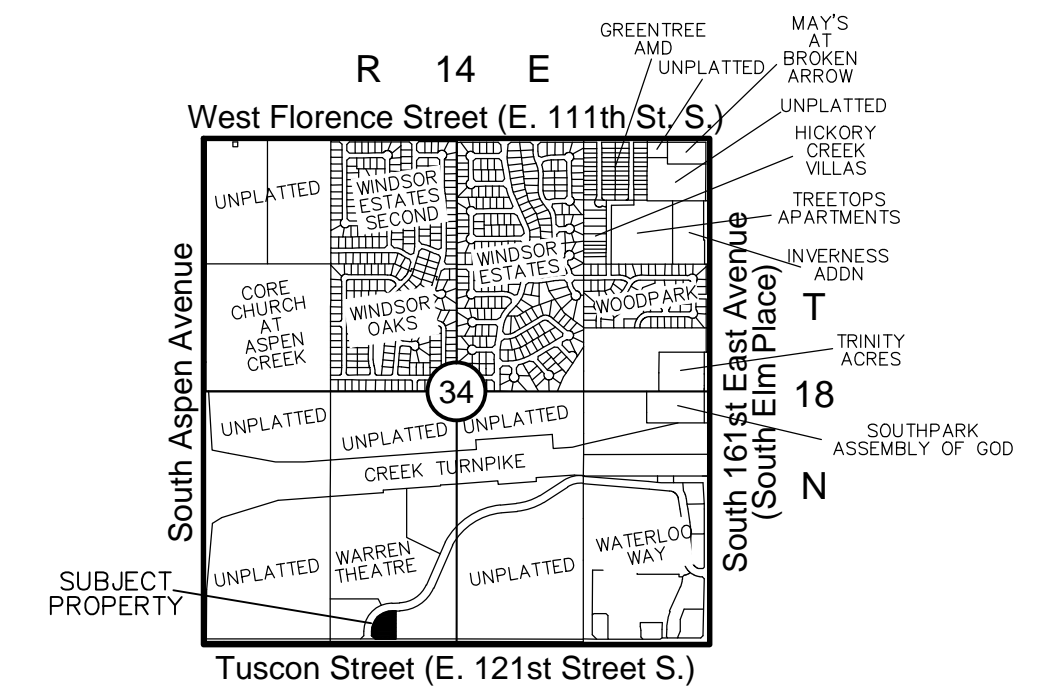 GREENTREE
AMD
UNPLATTED
MAY'S
AT
BROKEN
ARROW
R 14 E
West Florence Street (E. 111th St. S.)
UNPLATTED
HICKORY
CREEK
VILLAS
TREETOPS
APARTMENTS
INVERNESS
ADDN
UNPLATTED
WINDSOR
ESTATES
SECOND
WINDSOR
ESTATES
WOODPARK
CORE
CHURCH
AT
ASPEN
CREEK
WINDSOR
OAKS
TRINITY
ACRES
T
18
N
34
South Aspen Avenue
South 161st East Avenue
(South Elm Place)
UNPLATTED
UNPLATTED
UNPLATTED
SOUTHPARK
ASSEMBLY OF GOD
CREEK TURNPIKE
UNPLATTED
WARREN
THEATRE
UNPLATTED
WATERLOO
WAY
SUBJECT
PROPERTY
Tuscon Street (E. 121st Street S.)